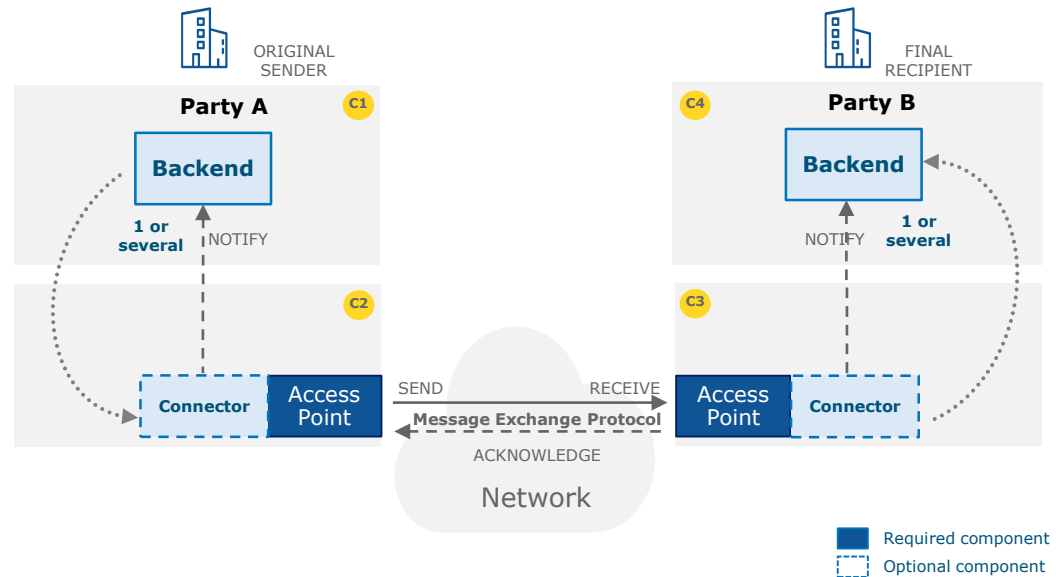 ORIGINAL
SENDER
FINAL
RECIPIENT
Party A
C1
C4
Party B
Backend
Backend
1 or
several
NOTIFY
NOTIFY
1 or
several
C2
C3
Connector
Access
Point
SEND
RECEIVE
Message Exchange Protocol
ACKNOWLEDGE
Network
Access
Point
Connector
Required component
Optional component